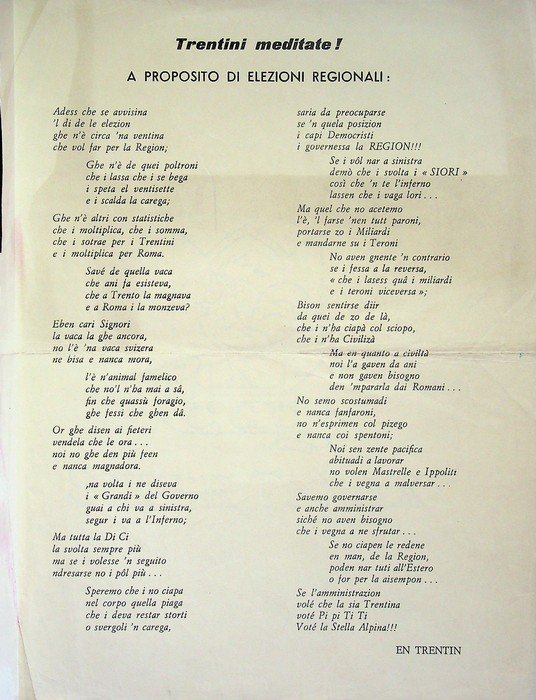 Trentini meditate!
A PROPOSITO DI ELEZIONI REGIONALI:
Adess che se avvisina
'l di de le elezion
ghe n'è circa 'na ventina
che vol far per la Region;
Ghe n'è de quei poltroni
che i lassa che i se bega
i speta el ventisette
e i scalda la carega;
Ghe n'è altri con statistiche
che i moltiplica, che i somma,
che i sotrae per i Trentini
e i moltiplica per Roma.
Savé de quella vaca
che ani fa esisteva,
che a Trento la magnava
e a Roma i la monzeva?
Eben cari Signori
la vaca la ghe ancora,
no l'è 'na vaca svizera
ne bisa e nanca mora,
l'è n'animal famelico
che no'l n'ha mai a sâ,
fin che quassù foragio,
ghe fessi che ghen dâ.
Or ghe disen ai fieteri
vendela che le ora...
noi no ghe den più feen
e nanca magnadora.
,na volta i ne diseva
i « Grandi » del Governo
guai a chi va a sinistra,
segur i va a l'Inferno;
Ma tutta la Di Ci
la svolta sempre più
ma se i volesse 'n seguito
ndresarse no i pôl più...
Speremo che i no ciapa
nel corpo quella piaga
che i deva restar storti
o svergoli 'n carega,
saria da preocuparse
se 'n quela posizion
i capi Democristi
i governessa la REGION!!!
Se i vôl nar a sinistra
demò che i svolta i « SIORI »
così che 'n te l'inferno
lassen che i vaga lori...
Ma quel che no acetemo
l'è, 'l farse 'nen tutt paroni,
portarse zo i Miliardi
e mandarne su i Teroni
No aven gnente 'n contrario
se i fessa a la reversa,
« che i lasess quâ i miliardi
e i teroni viceversa »;
Bison sentirse diir
da quei de zo de là,
che i n'ha ciapà col sciopo,
che i n'ha Civilizà
Ma en quanto a civiltà
noi l'a gaven da ani
e non gaven bisogno
den 'mpararla dai Romani...
No semo scostumadi
e nanca fanfaroni,
no n'esprimen col pizego
e nanca coi spentoni;
Noi sen zente pacifica
abituadi a lavorar
no volen Mastrelle e Ippoliti
che i vegna a malversar...
Savemo governarse
e anche amministrar
siché no aven bisogno
che i vegna a ne sfrutar...
Se no ciapen le redene
en man, de la Region,
poden nar tuti all'Estero
o for per la aisempon...
Se l'amministrazion
volé che la sia Trentina
voté Pi pi Ti Ti
Voté la Stella Alpina!!!
EN TRENTIN